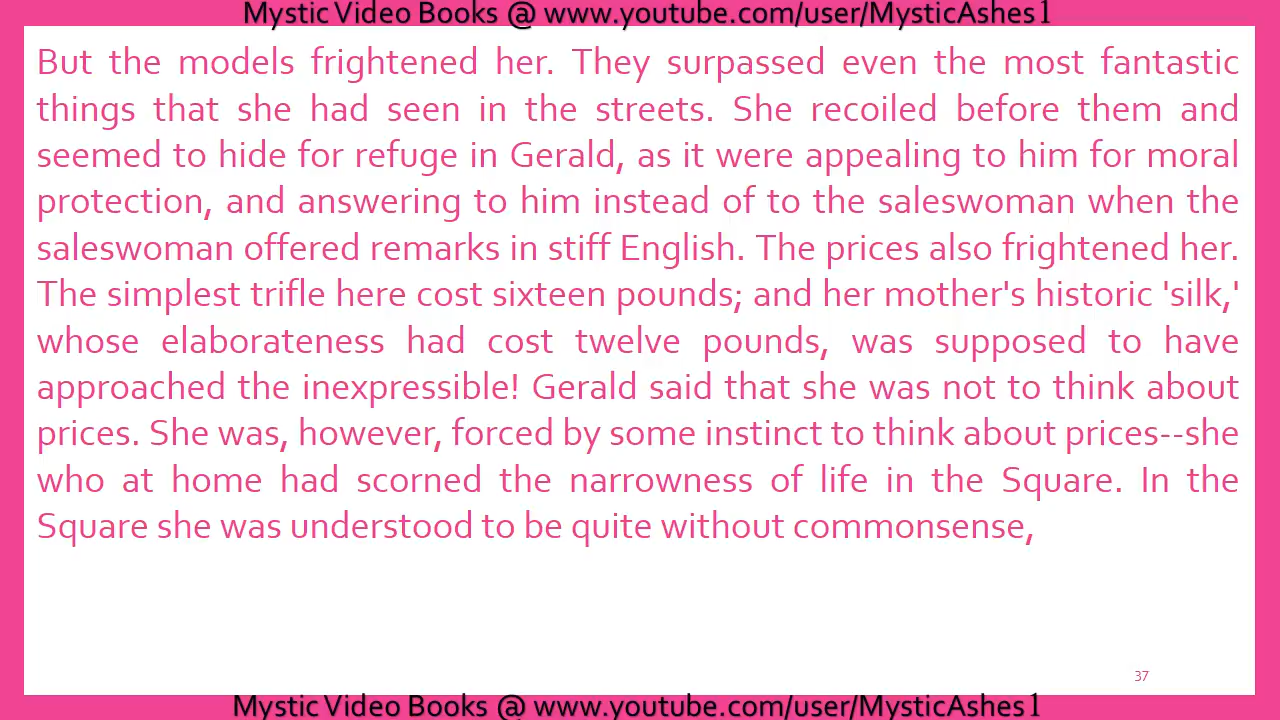 Mystic Video Books @ www.youtube.com/user/MysticAshes1
But the models frightened her. They surpassed even the most fantastic
things that she had seen in the streets. She recoiled before them and
seemed to hide for refuge in Gerald, as it were appealing to him for moral
protection, and answering to him instead of to the saleswoman when the
saleswoman offered remarks in stiff English. The prices also frightened her.
The simplest trifle here cost sixteen pounds; and her mother's historic 'silk,'
whose elaborateness had cost twelve pounds, was supposed to have
approached the inexpressible! Gerald said that she was not to think about
prices. She was, however, forced by some instinct to think about prices--she
who at home had scorned the narrowness of life in the Square. In the
Square she was understood to be quite without commonsense,
37
Mystic Video Books @ www.youtube.com/user/MysticAshes1